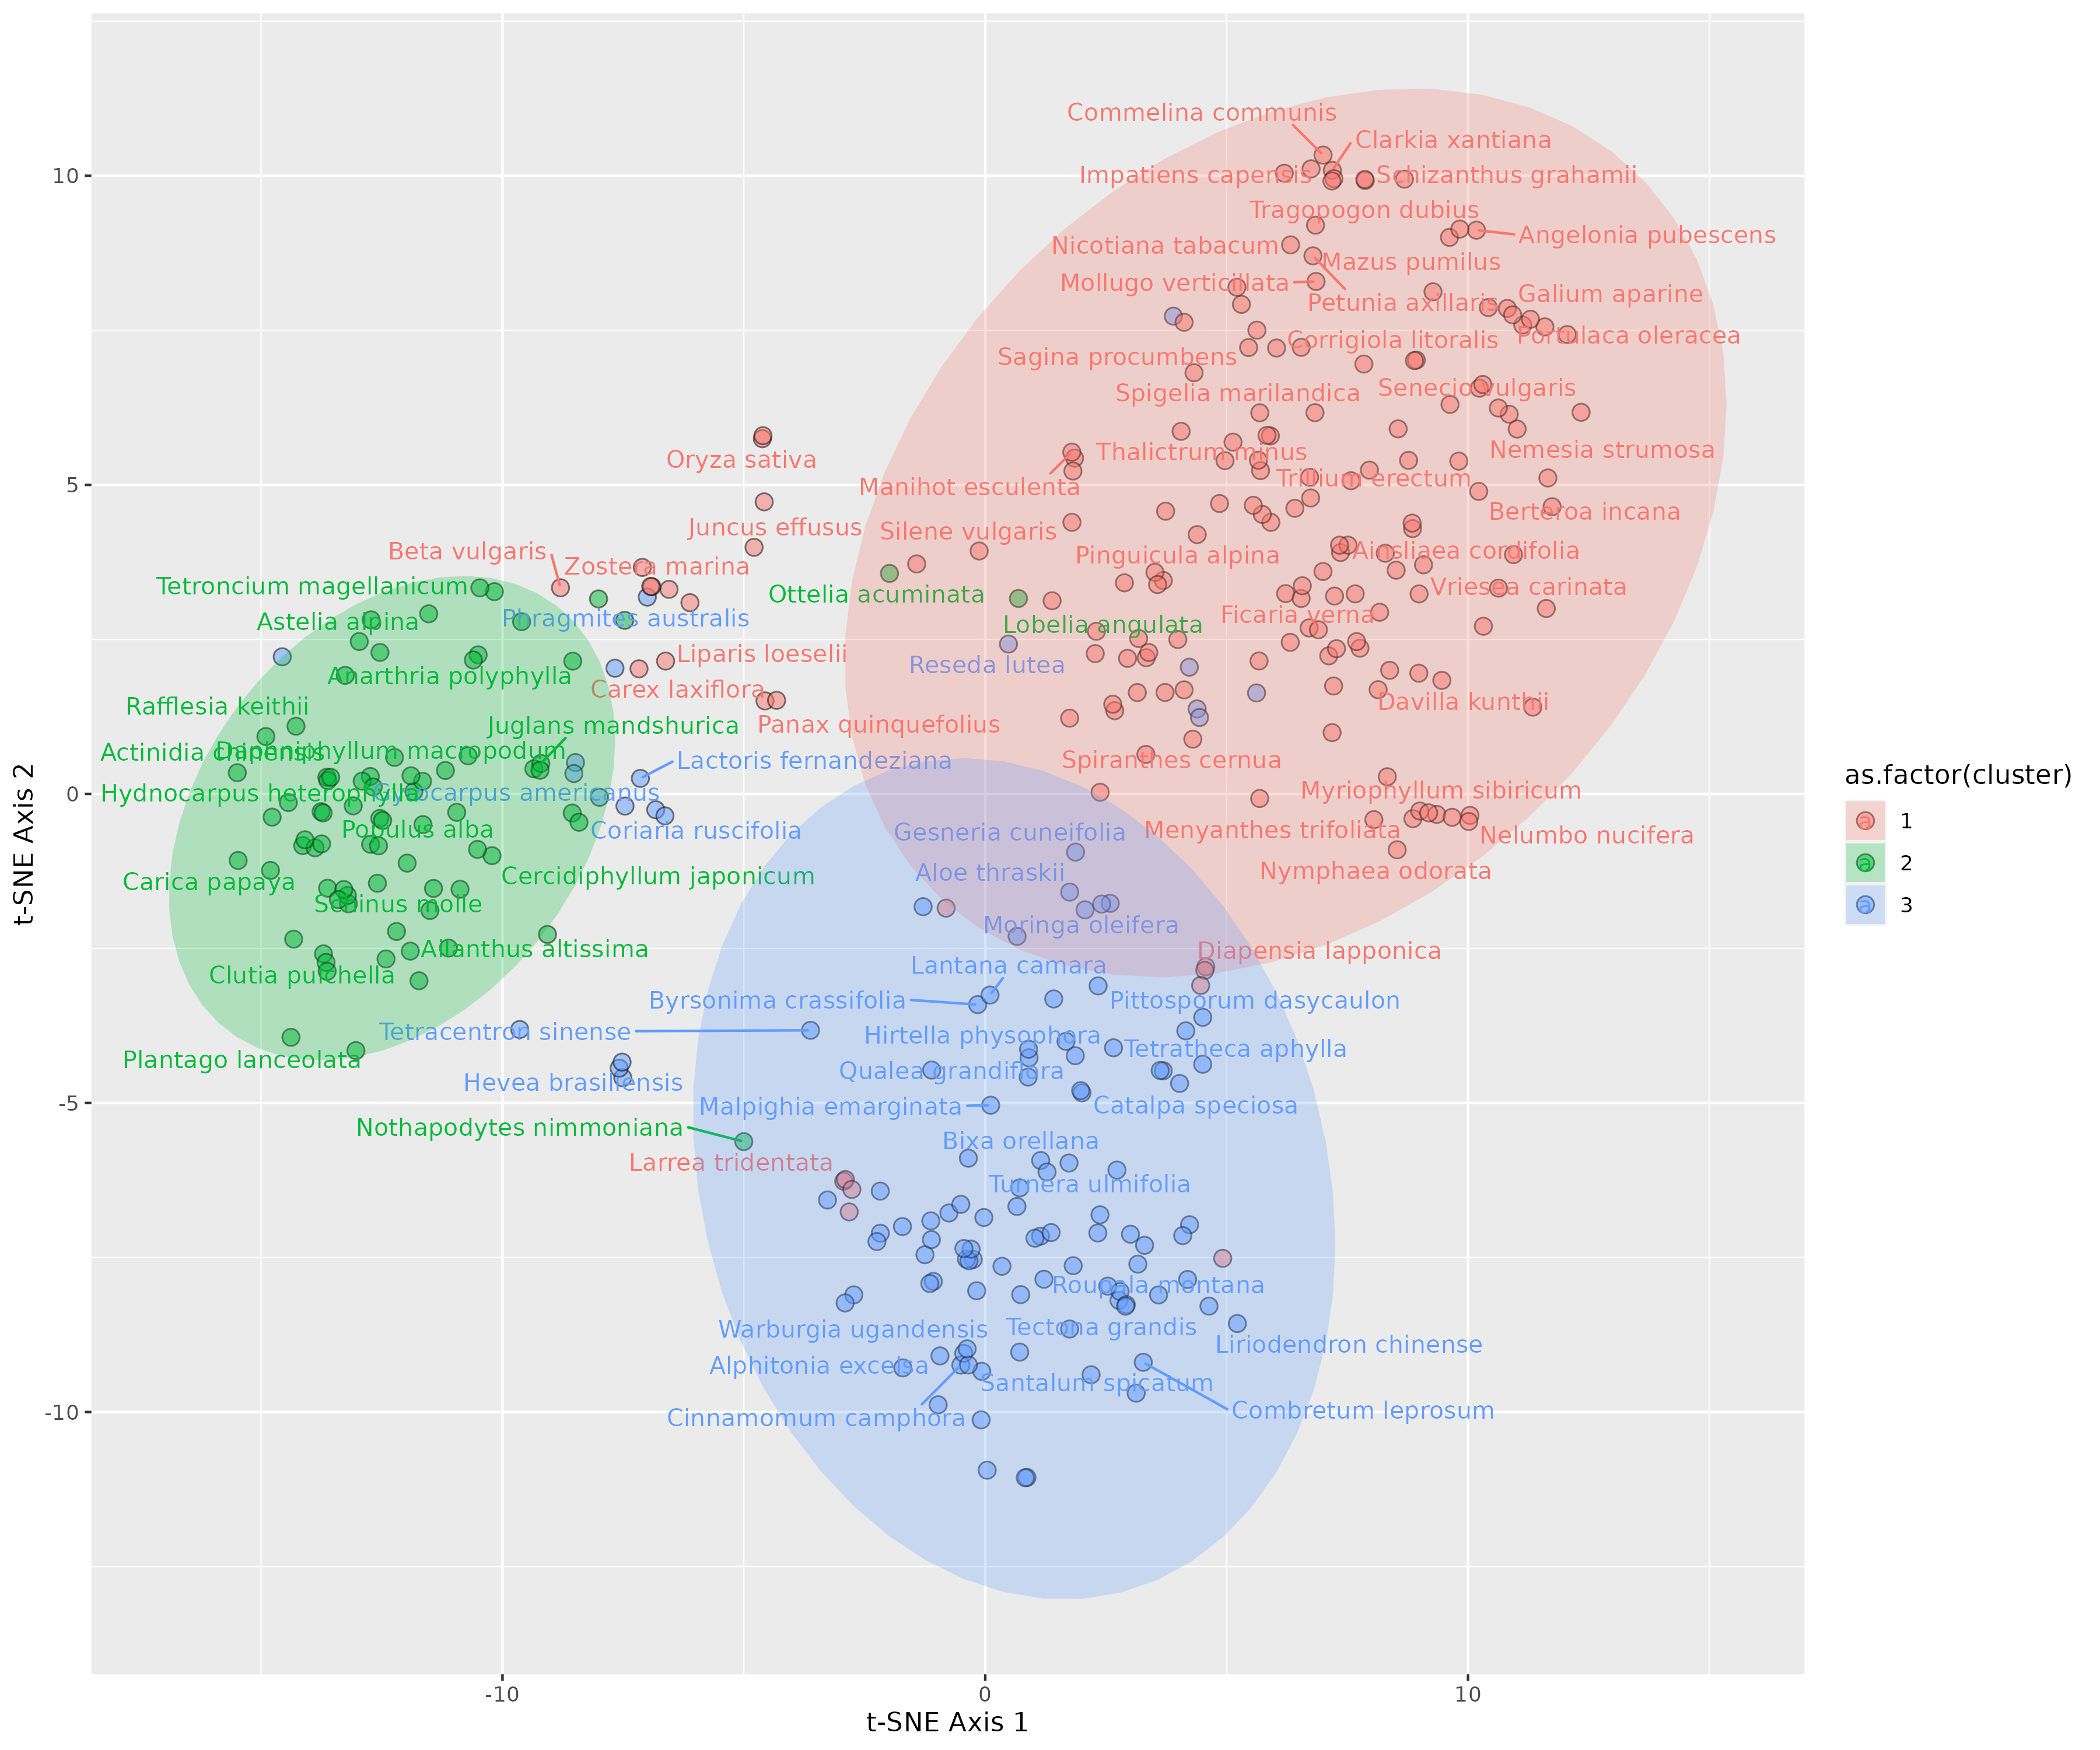 Commelina communis
Clarkia xantiana
Impatiens capensis
Schizanthus grahamii
10
Tragopogon dubius
Nicotiana tabacum
Angelonia pubescens
Mazus pumilus
Mollugo verticillata
Petunia axillaris
Galium aparine
Corrigiola litoralis
Portulaca oleracea
Sagina procumbens
Spigelia marilandica
Senecio vulgaris
Thalictrum minus
Nemesia strumosa
Oryza sativa
Trillium erectum
5
Manihot esculenta
Berteroa incana
Juncus effusus
Silene vulgaris
Beta vulgaris
Zostera marina
Pinguicula alpina
Ainsliaea cordifolia
Tetroncium magellanicum
Ottelia acuminata
Vriesea carinata
Astelia alpina
Phragmites australis
Lobelia angulata
Ficaria verna
Liparis loeselii
Reseda lutea
Anarthria polyphylla
Carex laxiflora
Davilla kunthii
Rafflesia keithii
Juglans mandshurica
Panax quinquefolius
Actinidia chinensis
Daphniphyllum macropodum
Lactoris fernandeziana
Spiranthes cernua
0
Hydnocarpus heterophylla
Gyrocarpus americanus
Myriophyllum sibiricum
Populus alba
Coriaria ruscifolia
Gesneria cuneifolia
Menyanthes trifoliata
Nelumbo nucifera
Carica papaya
Cercidiphyllum japonicum
Aloe thraskii
Nymphaea odorata
Schinus molle
Moringa oleifera
Ailanthus altissima
Diapensia lapponica
Clutia pulchella
Lantana camara
Byrsonima crassifolia
Pittosporum dasycaulon
Tetracentron sinense
Hirtella physophora
Tetratheca aphylla
Plantago lanceolata
Hevea brasiliensis
Qualea grandiflora
-5
Malpighia emarginata
Catalpa speciosa
Nothapodytes nimmoniana
Bixa orellana
Larrea tridentata
Turnera ulmifolia
Roupala montana
Warburgia ugandensis
Tectona grandis
Liriodendron chinense
Alphitonia excelsa
Santalum spicatum
-10
Cinnamomum camphora
Combretum leprosum
-10
0
10
t-SNE Axis 1
t-SNE Axis 2
as.factor(cluster)
a 1
a 2
a 3